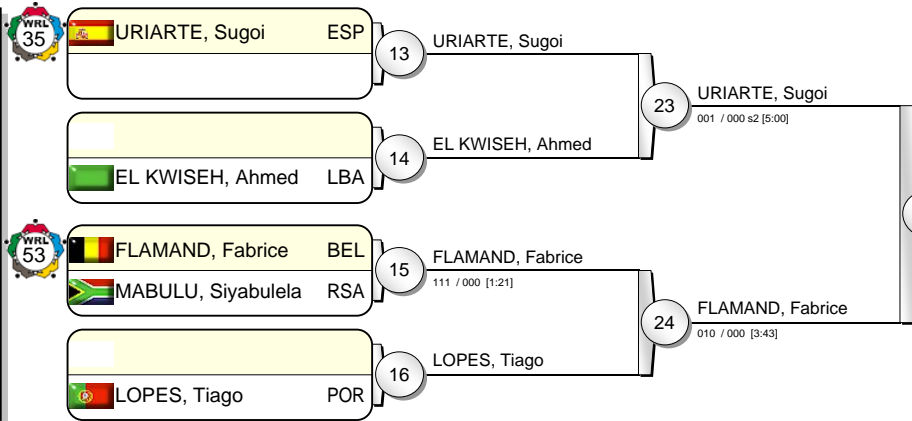 WRL
35
URIARTE, Sugoi ESP
13
URIARTE, Sugoi
23
URIARTE, Sugoi
001 / 000 s2 [5:00]
14
EL KWISEH, Ahmed
EL KWISEH, Ahmed LBA
WRL
53
FLAMAND, Fabrice BEL
MABULU, Siyabulela RSA
15
FLAMAND, Fabrice
111 / 000 [1:21]
24
FLAMAND, Fabrice
010 / 000 [3:43]
16
LOPES, Tiago
LOPES, Tiago POR